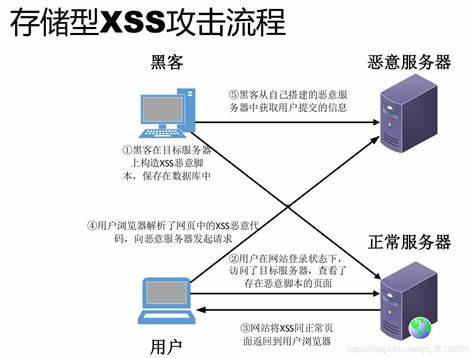 存储型XSS攻击流程
黑客
恶意服务器
⑤黑客从自己搭建的恶意服
务器中获取用户提交的信息
①黑客在目标服务器
上构造XSS恶意脚
本，保存在数据库中
④用户浏览器解析了网页中的XSS恶意代
码，向恶意服务器发起请求
正常服务器
②用户在网站登录状态下，
访问了目标服务器，查看了
存在恶意脚本的页面
③网站将XSS同正常页
面返回到用户浏览器
用户